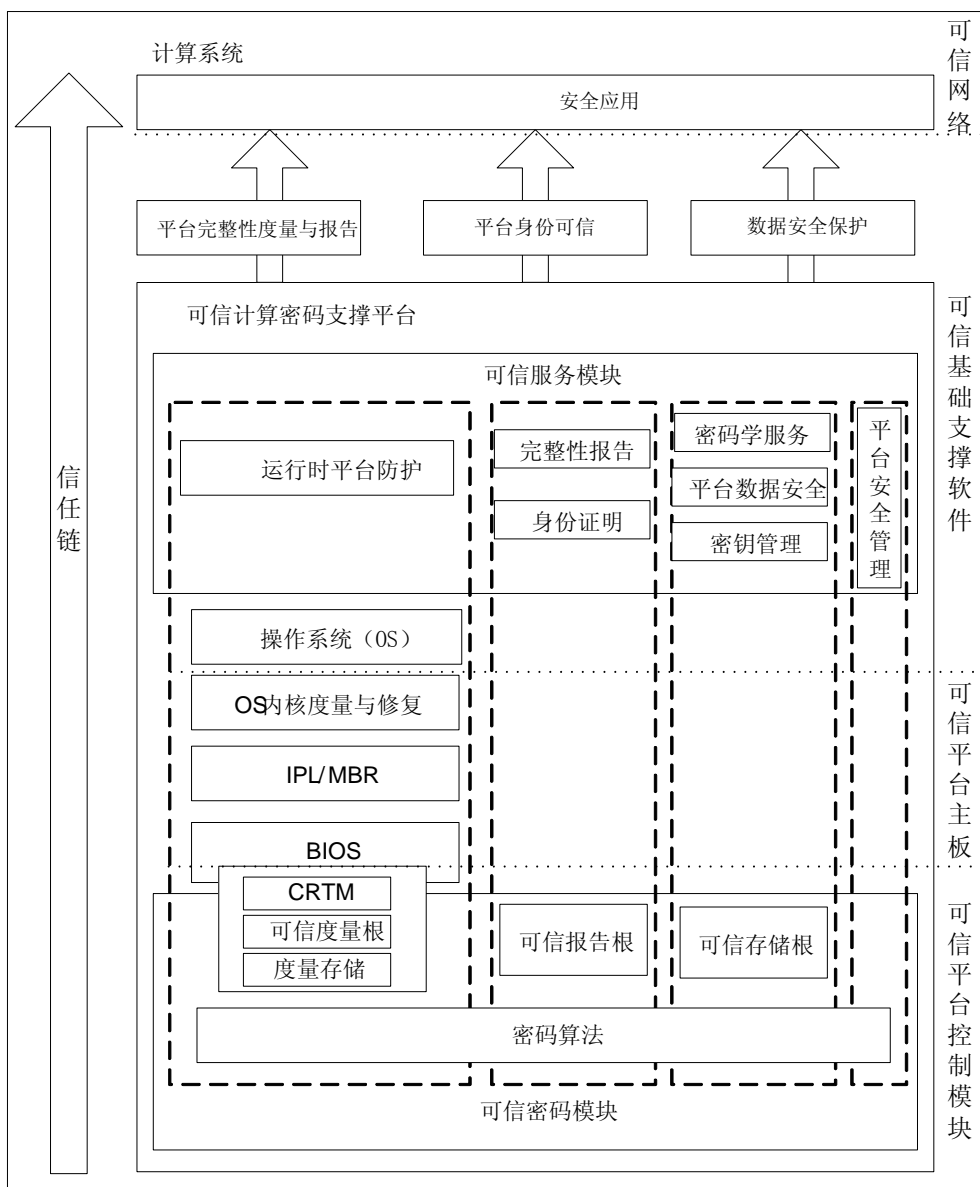 计算系统
安全应用
平台完整性度量与报告
平台身份可信
数据安全保护
可信计算密码支撑平台
可信服务模块
运行时平台防护
完整性报告
身份证明
密码学服务
平台数据安全
密钥管理
平台安全管理
操作系统（OS）
OS内核度量与修复
IPL/MBR
BIOS
CRTM
可信度量根
度量存储
可信报告根
可信存储根
密码算法
可信密码模块
信任链
可信网络
可信基础支撑软件
可信平台主板
可信平台控制模块